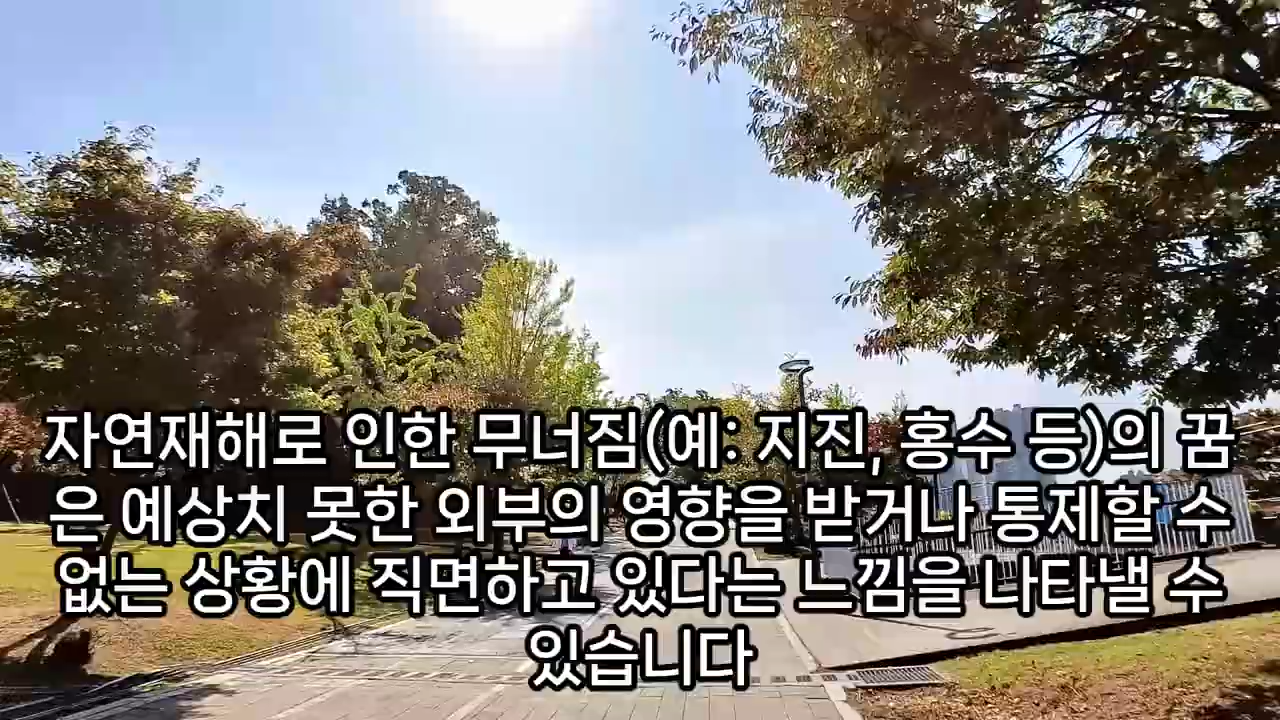 자연재해로 인한 무너짐(예: 지진, 홍수 등)의 꿈
은 예상치 못한 외부의 영향을 받거나 통제할 수
없는 상황에 직면하고 있다는 느낌을 나타낼 수
있습니다